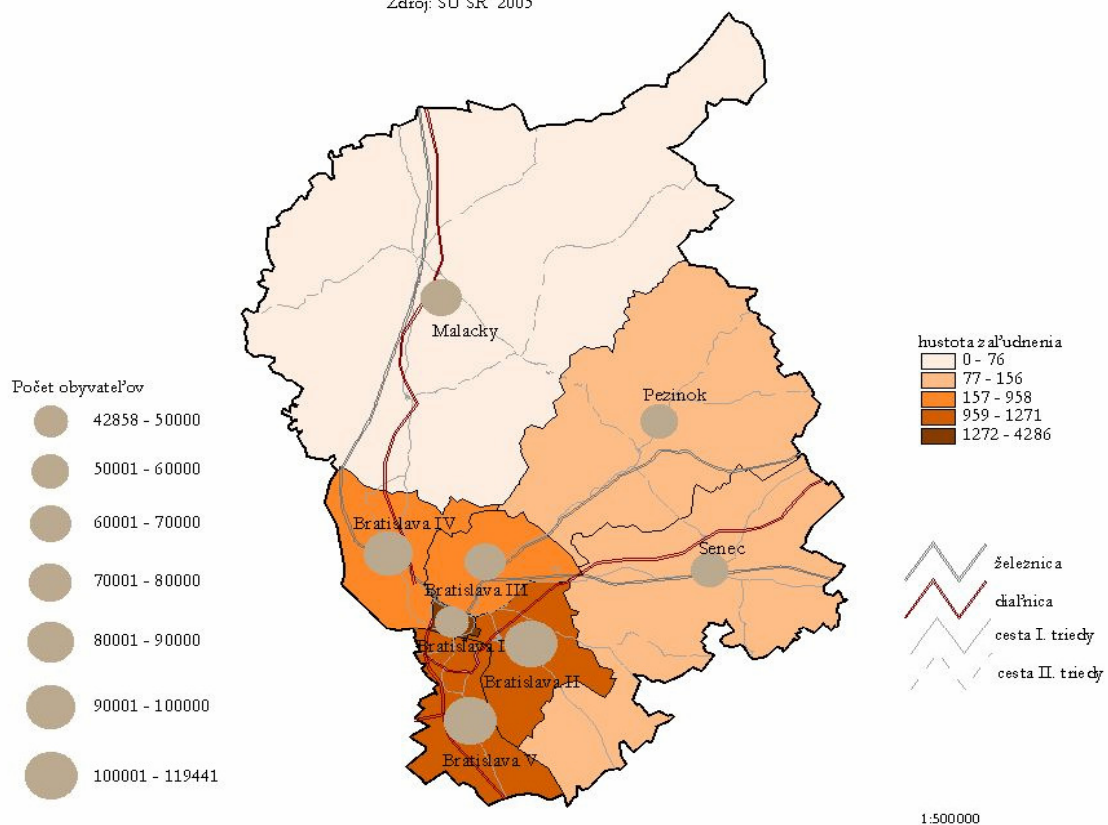 Zdroj: ŠÚ SR 2005
Malacky
Pezinok
Senec
Bratislava IV
Bratislava III
Bratislava I
Bratislava II
Bratislava V
Počet obyvateľov
42858 - 50000
50001 - 60000
60001 - 70000
70001 - 80000
80001 - 90000
90001 - 100000
100001 - 119441
hustota zaľudnenia
0 - 76
77 - 156
157 - 958
959 - 1271
1272 - 4286
železnica
diaľnica
cesta I. triedy
cesta II. triedy
1:500000